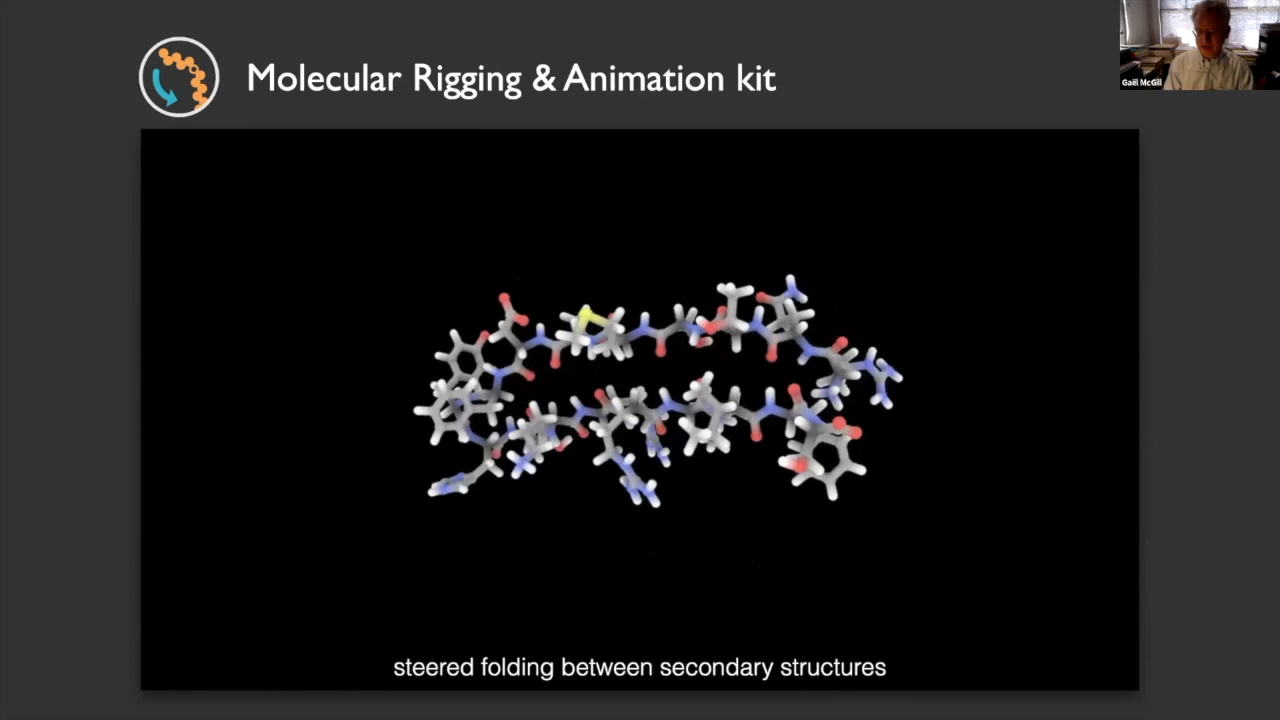 Molecular Rigging & Animation kit
Gaël McGill
steered folding between secondary structures